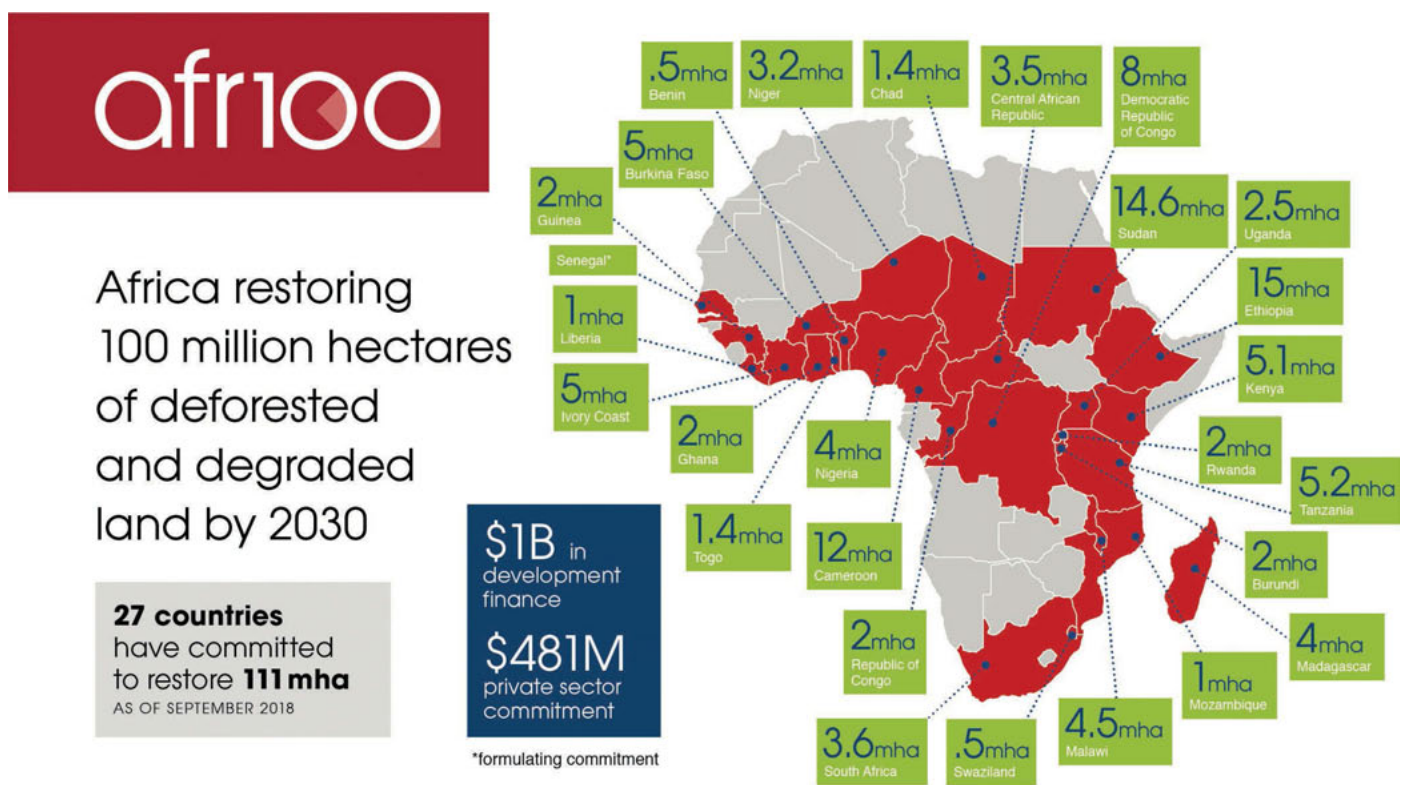 afr100
Africa restoring
100 million hectares
of deforested
and degraded
land by 2030
27 countries
have committed
to restore 111 mha
AS OF SEPTEMBER 2018
$1B in
development
finance
$481M
private sector
commitment
*formulating commitment
.5mha
Benin
3.2mha
Niger
1.4mha
Chad
3.5mha
Central African
Republic
8mha
Democratic
Republic
of Congo
5mha
Burkina Faso
2mha
Guinea
Senegal*
1mha
Liberia
5mha
Ivory Coast
2mha
Ghana
1.4mha
Togo
4mha
Nigeria
12mha
Cameroon
2mha
Republic of
Congo
3.6mha
South Africa
.5mha
Swaziland
4.5mha
Malawi
1mha
Mozambique
4mha
Madagascar
2mha
Burundi
5.2mha
Tanzania
2mha
Rwanda
5.1mha
Kenya
15mha
Ethiopia
2.5mha
Uganda
14.6mha
Sudan